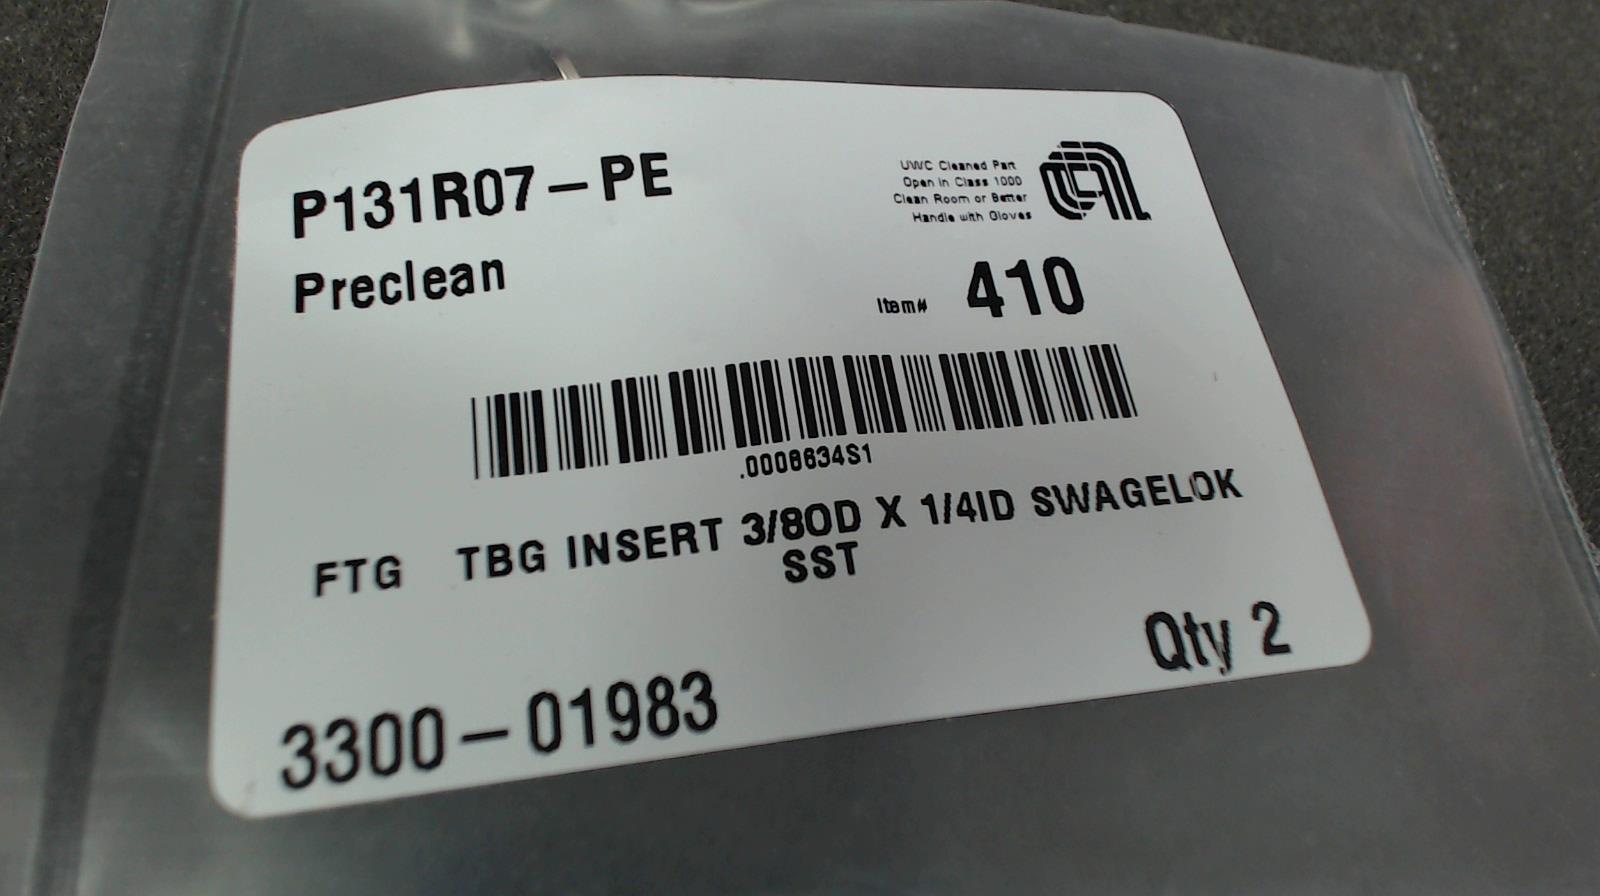 P131R07-PE
UWC Cleaned Part
Open in Class 1000
Clean Room or Better
Handle with Gloves
Preclean
Item# 410
.0008634S1
FTG TBG INSERT 3/8OD X 1/4ID SWAGELOK
SST
Qty 2
3300-01983